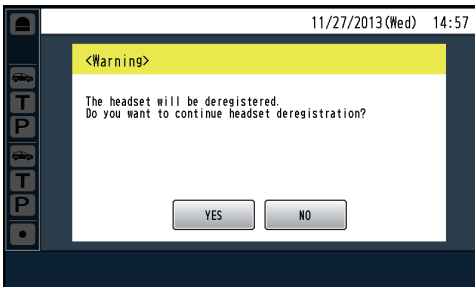 11/27/2013(Wed) 14:57
<Warning>
The headset will be deregistered.
Do you want to continue headset deregistration?
T
P
T
P
YES NO